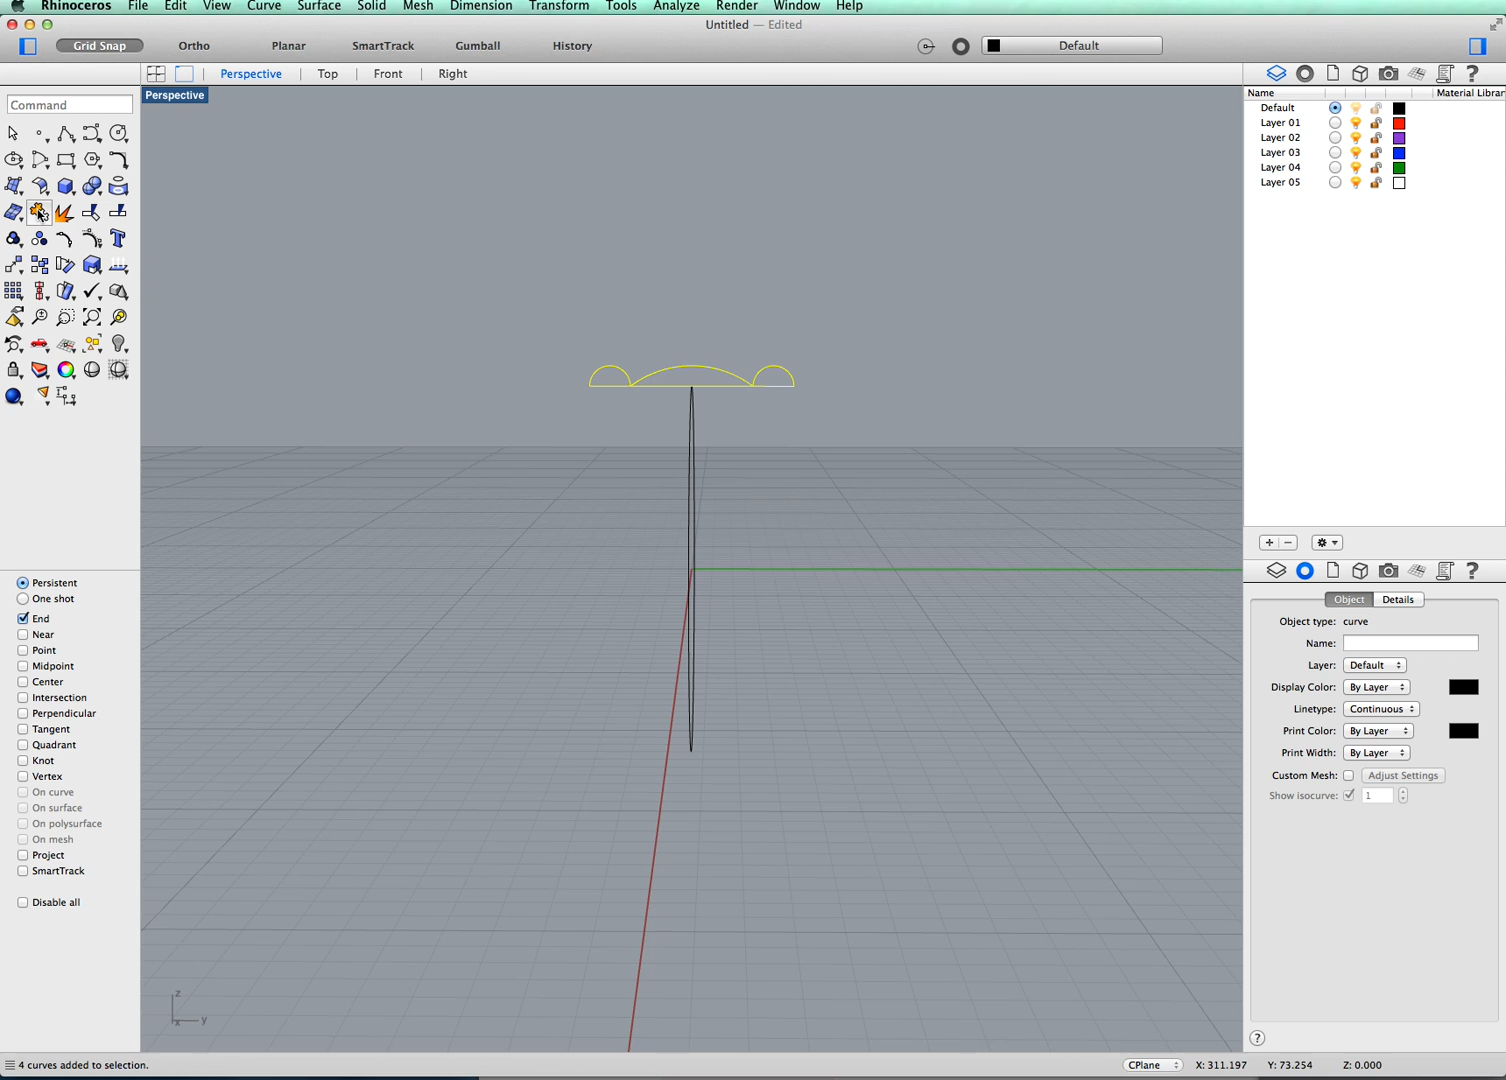 Rhinoceros File Edit View Curve Surface Solid Mesh Dimension Transform Tools Analyze Render Window Help
Untitled — Edited
Grid Snap Ortho Planar SmartTrack Gumball History Default
Perspective Top Front Right
Perspective
Command
Name Material Librar
Default
Layer 01
Layer 02
Layer 03
Layer 04
Layer 05
Persistent
One shot
End
Near
Point
Midpoint
Center
Intersection
Perpendicular
Tangent
Quadrant
Knot
Vertex
On curve
On surface
On polysurface
On mesh
Project
SmartTrack
Disable all
z
x y
Object Details
Object type: curve
Name:
Layer: Default
Display Color: By Layer
Linetype: Continuous
Print Color: By Layer
Print Width: By Layer
Custom Mesh: Adjust Settings
Show isocurve: 1
4 curves added to selection.
CPlane X: 311.197 Y: 73.254 Z: 0.000